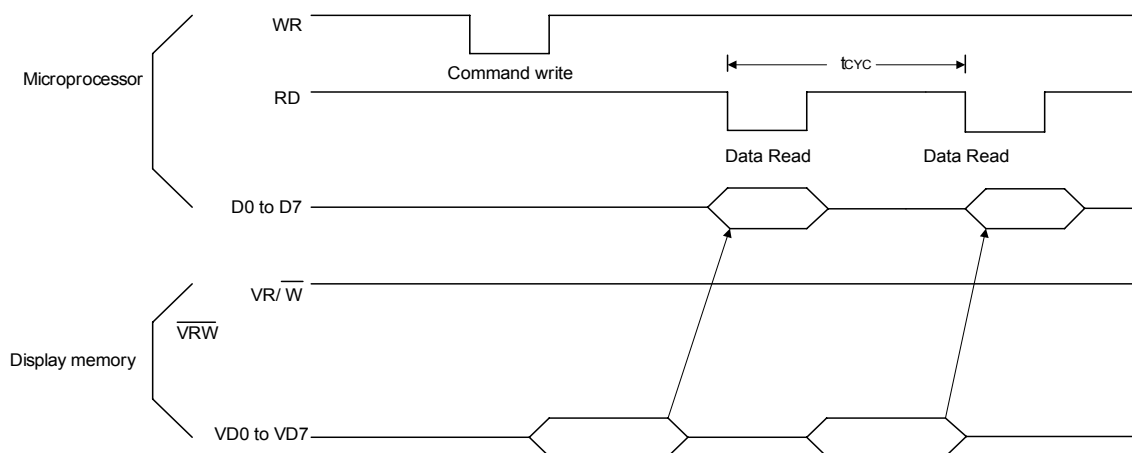 WR
Command write
tCYC
Microprocessor
RD
Data Read
Data Read
D0 to D7
VR/ W
VRW
Display memory
VD0 to VD7